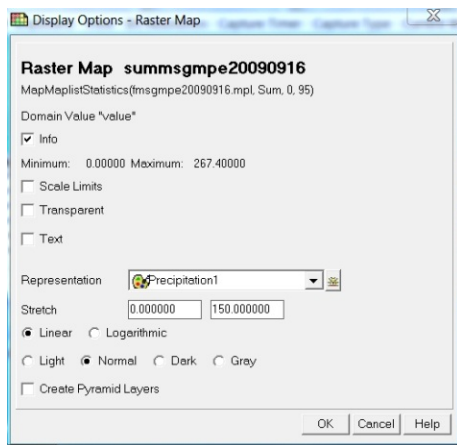 Display Options - Raster Map
Raster Map summsgmpe20090916
MapMaplistStatistics(fmsgmpe20090916.mpl, Sum, 0, 95)
Domain Value "value"
Info
Minimum: 0.00000 Maximum: 267.40000
Scale Limits
Transparent
Text
Representation Precipitation1
Stretch 0.000000 150.000000
Linear Logarithmic
Light Normal Dark Gray
Create Pyramid Layers
OK Cancel Help